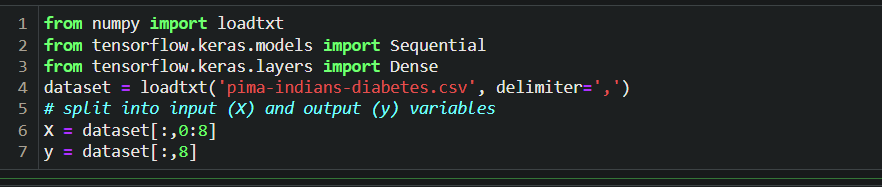 1 from numpy import loadtxt
2 from tensorflow.keras.models import Sequential
3 from tensorflow.keras.layers import Dense
4 dataset = loadtxt('pima-indians-diabetes.csv', delimiter=',')
5 # split into input (X) and output (y) variables
6 X = dataset[:,0:8]
7 y = dataset[:,8]